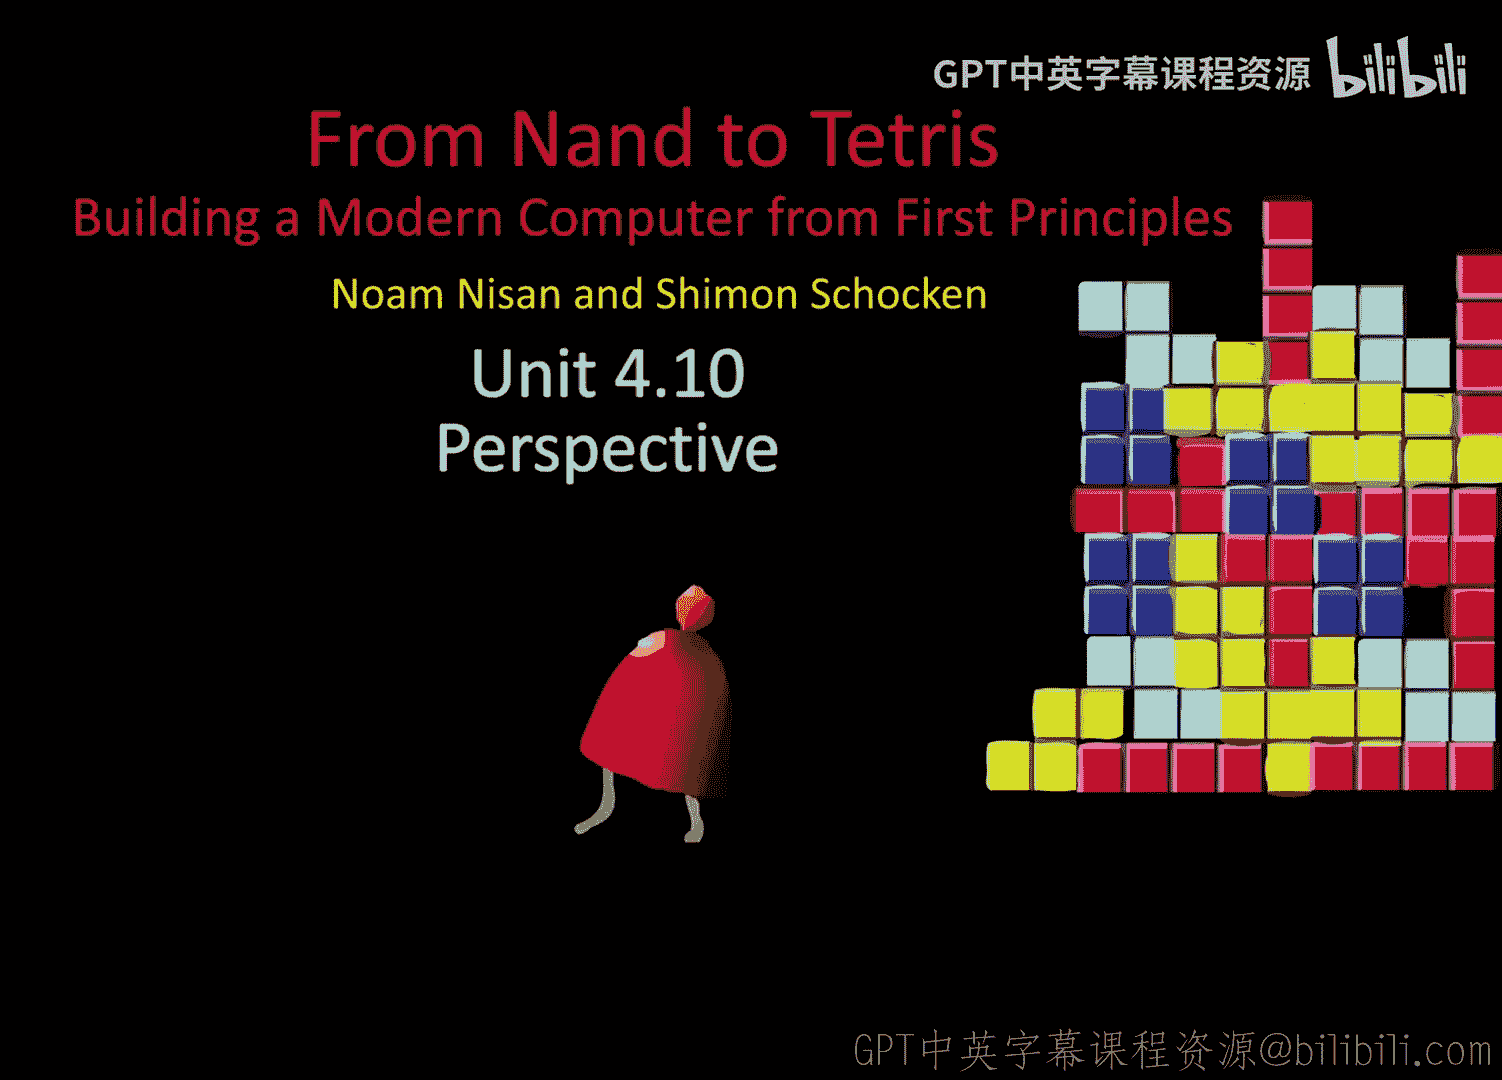 GPT中英字幕课程资源 bilibili
From Nand to Tetris
Building a Modern Computer from First Principles
Noam Nisan and Shimon Schocken
Unit 4.10
Perspective
GPT中英字幕课程资源@bilibili.com